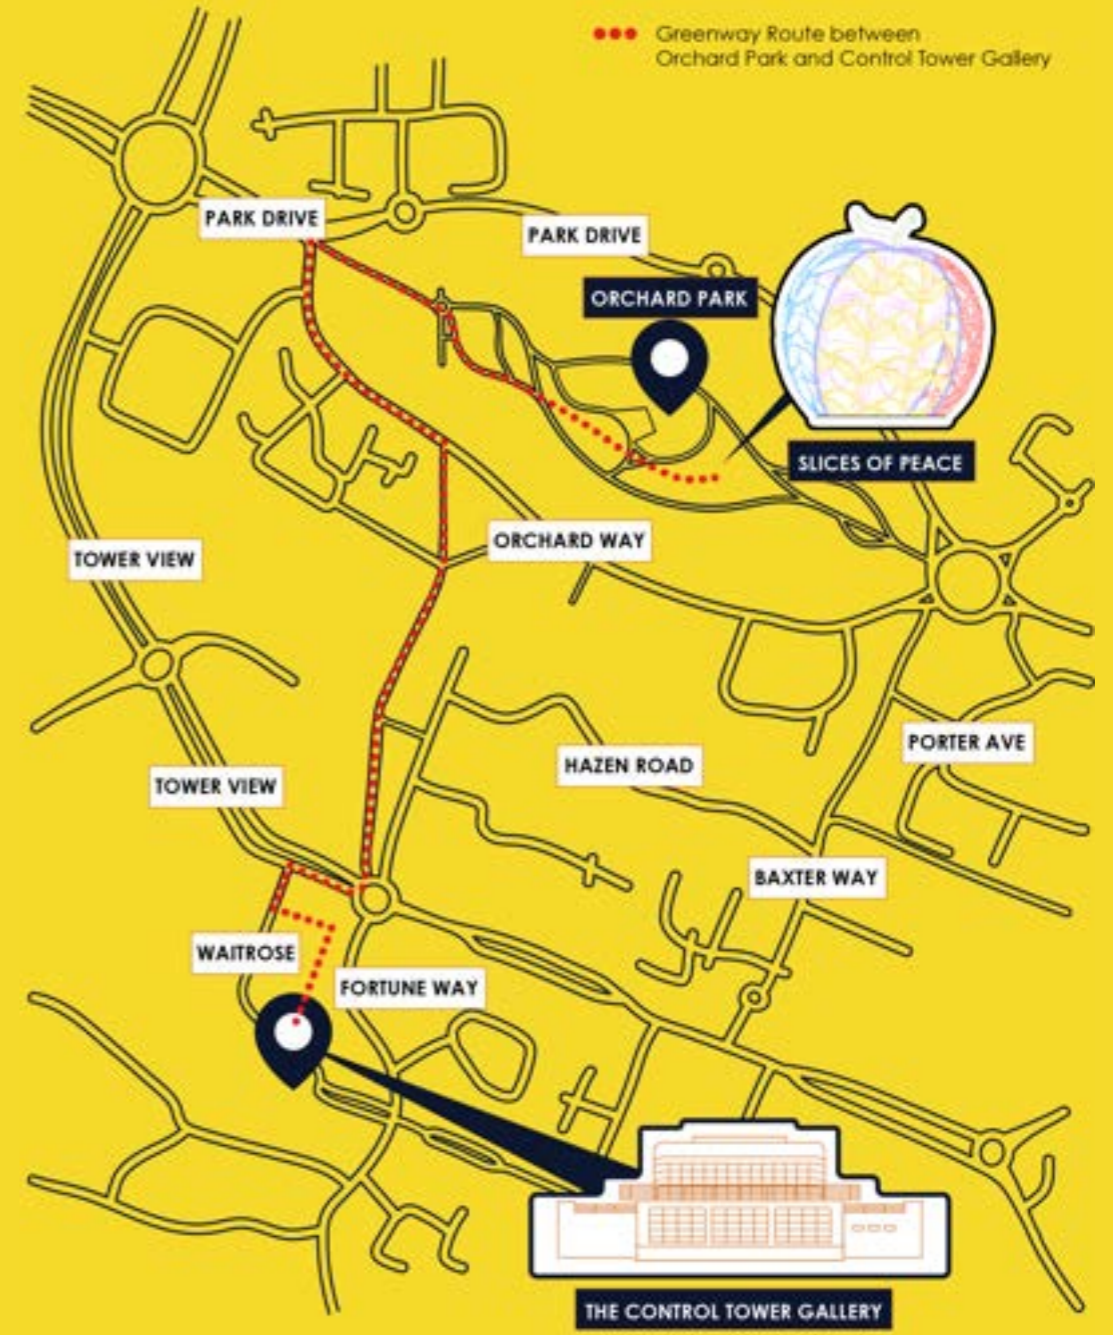 Greenway Route between
Orchard Park and Control Tower Gallery
PARK DRIVE
PARK DRIVE
ORCHARD PARK
SLICES OF PEACE
ORCHARD WAY
TOWER VIEW
PORTER AVE
HAZEN ROAD
TOWER VIEW
BAXTER WAY
WAITROSE
FORTUNE WAY
THE CONTROL TOWER GALLERY